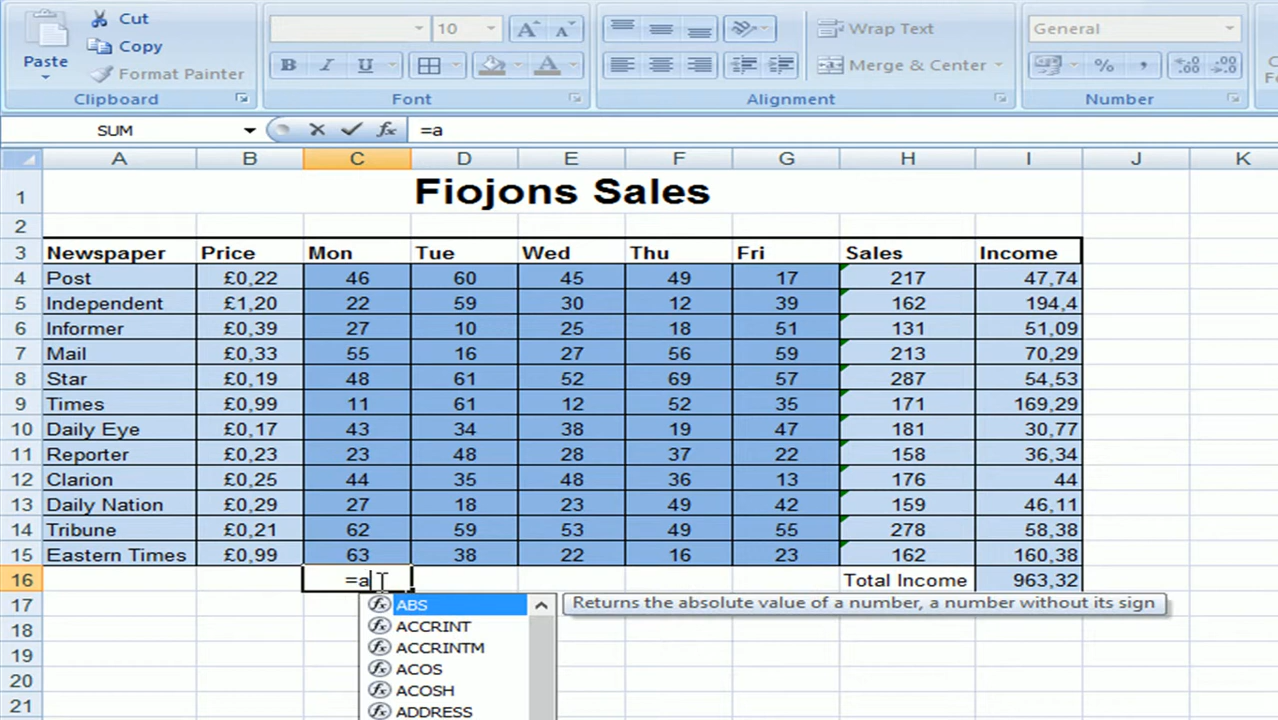 Cut
10
Wrap Text
General
Copy
Paste
B I U A
Merge & Center
% , ,00 ,00
Format Painter
Clipboard Font Alignment Number
SUM fx =a
A B C D E F G H I J K
1 Fiojons Sales
2
3 Newspaper Price Mon Tue Wed Thu Fri Sales Income
4 Post £0,22 46 60 45 49 17 217 47,74
5 Independent £1,20 22 59 30 12 39 162 194,4
6 Informer £0,39 27 10 25 18 51 131 51,09
7 Mail £0,33 55 16 27 56 59 213 70,29
8 Star £0,19 48 61 52 69 57 287 54,53
9 Times £0,99 11 61 12 52 35 171 169,29
10 Daily Eye £0,17 43 34 38 19 47 181 30,77
11 Reporter £0,23 23 48 28 37 22 158 36,34
12 Clarion £0,25 44 35 48 36 13 176 44
13 Daily Nation £0,29 27 18 23 49 42 159 46,11
14 Tribune £0,21 62 59 53 49 55 278 58,38
15 Eastern Times £0,99 63 38 22 16 23 162 160,38
16 =a Total Income 963,32
17 fx ABS Returns the absolute value of a number, a number without its sign
18 fx ACCRINT
fx ACCRINTM
19 fx ACOS
20 fx ACOSH
21 fx ADDRESS